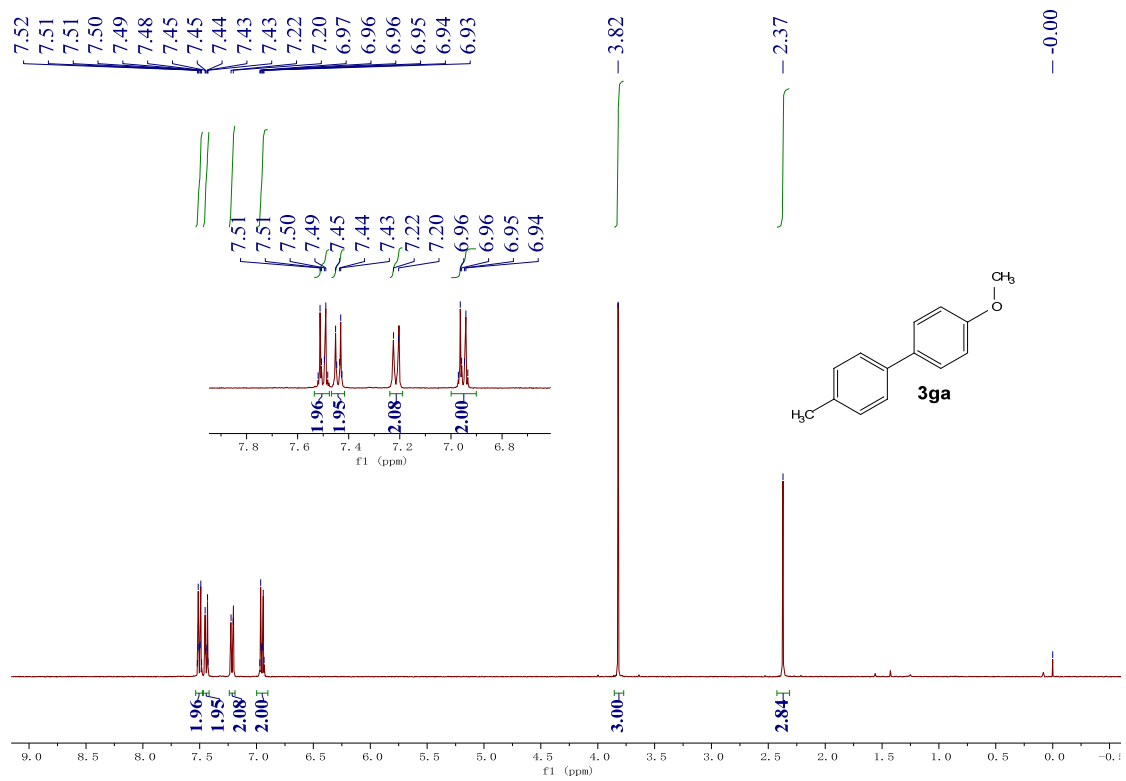 7.52 7.51 7.51 7.50 7.49 7.48 7.45 7.45 7.44 7.43 7.43 7.22 7.20 6.97 6.96 6.96 6.95 6.94 6.93 3.82 2.37 -0.00
7.51 7.51 7.50 7.49 7.45 7.44 7.43 7.22 7.20 6.96 6.96 6.95 6.94
CH₃
O
3ga
H₃C
1.96 1.95 2.08 2.00
7.8 7.6 7.4 7.2 7.0 6.8
f1 (ppm)
1.96 1.95 2.08 2.00 3.00 2.84
9.0 8.5 8.0 7.5 7.0 6.5 6.0 5.5 5.0 4.5 4.0 3.5 3.0 2.5 2.0 1.5 1.0 0.5 0.0 -0.5
f1 (ppm)